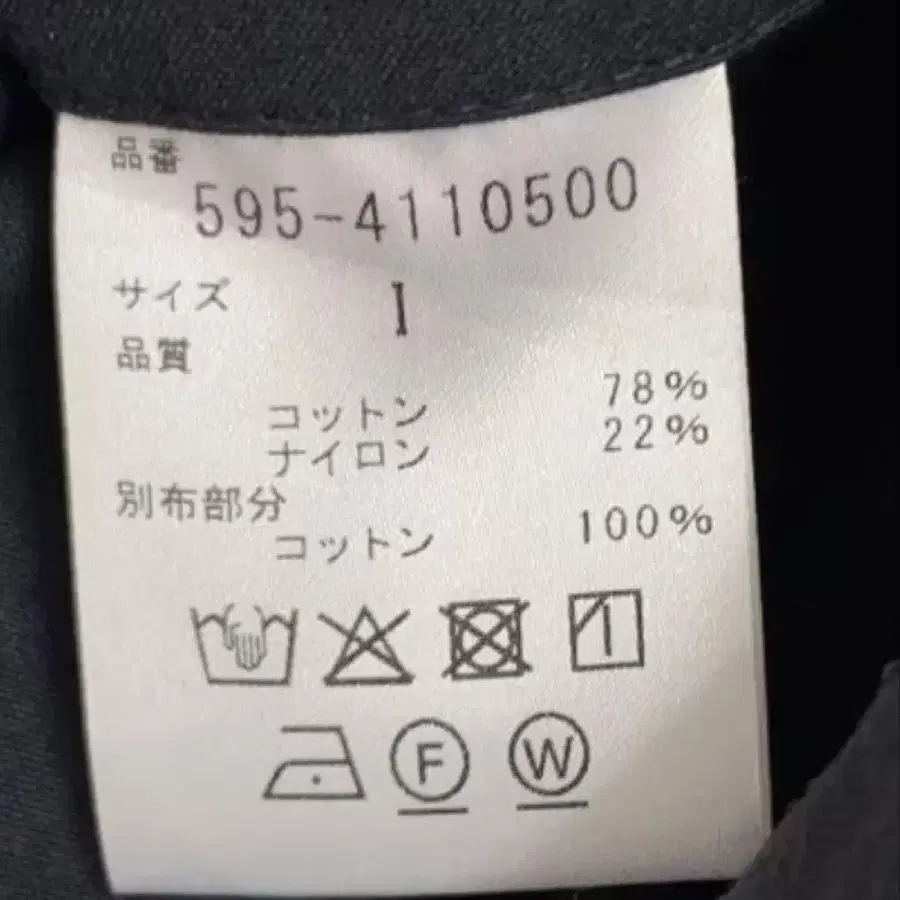 品番
595-4110500
サイズ 1
品質
コットン 78%
ナイロン 22%
別布部分
コットン 100%
F W